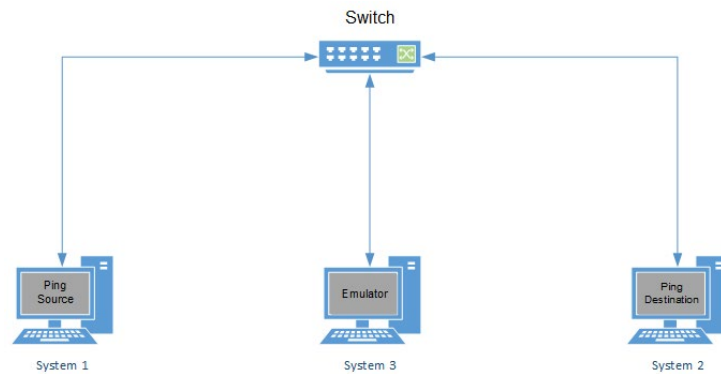 Switch
Ping
Source
Emulator
Ping
Destination
System 1
System 3
System 2